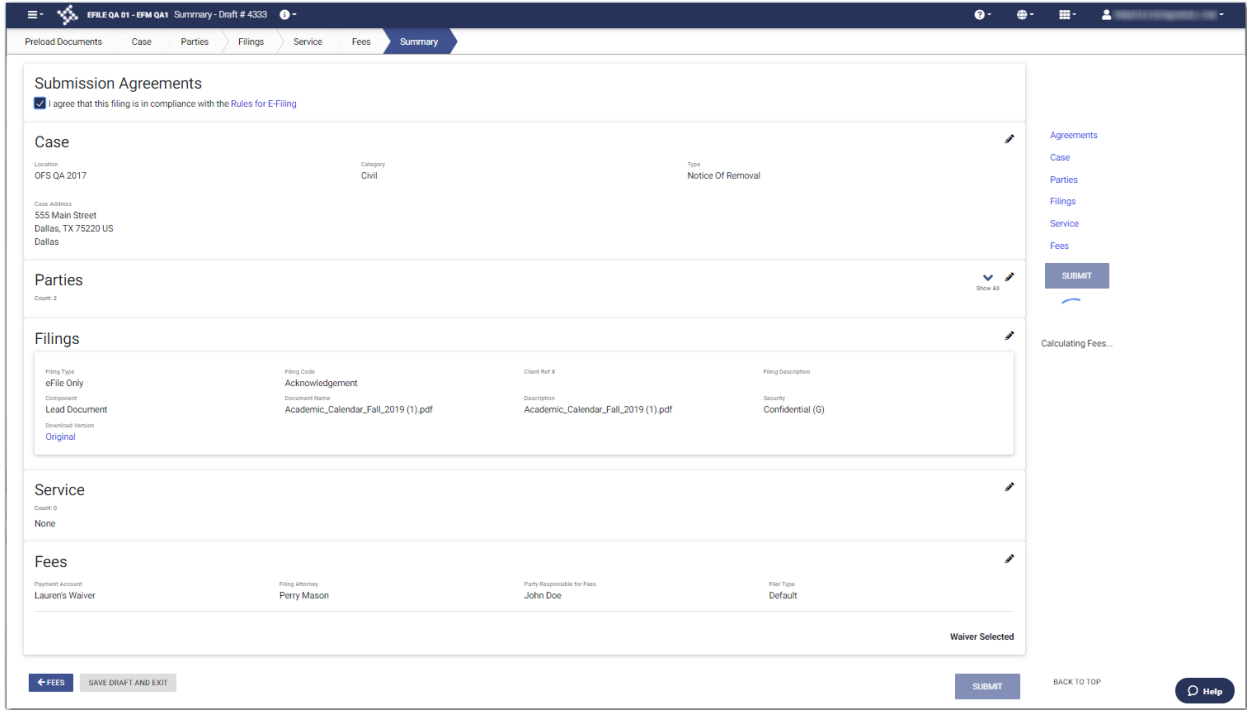 EFILE QA 01 - EFM QA1 Summary - Draft # 4333
Preload Documents Case Parties Filings Service Fees Summary
Submission Agreements
I agree that this filing is in compliance with the Rules for E-Filing
Case
Location Category Type
OFS QA 2017 Civil Notice Of Removal
Case Address
555 Main Street
Dallas, TX 75220 US
Dallas
Parties
Count: 2
Show All
Filings
Filing Type Filing Code Client Ref # Filing Description
eFile Only Acknowledgement
Component Document Name Description Security
Lead Document Academic_Calendar_Fall_2019 (1).pdf Academic_Calendar_Fall_2019 (1).pdf Confidential (G)
Download Version
Original
Service
Count: 0
None
Fees
Payment Account Filing Attorney Party Responsible for Fees Filer Type
Lauren's Waiver Perry Mason John Doe Default
Waiver Selected
FEES SAVE DRAFT AND EXIT SUBMIT
Agreements
Case
Parties
Filings
Service
Fees
SUBMIT
Calculating Fees...
BACK TO TOP
Help